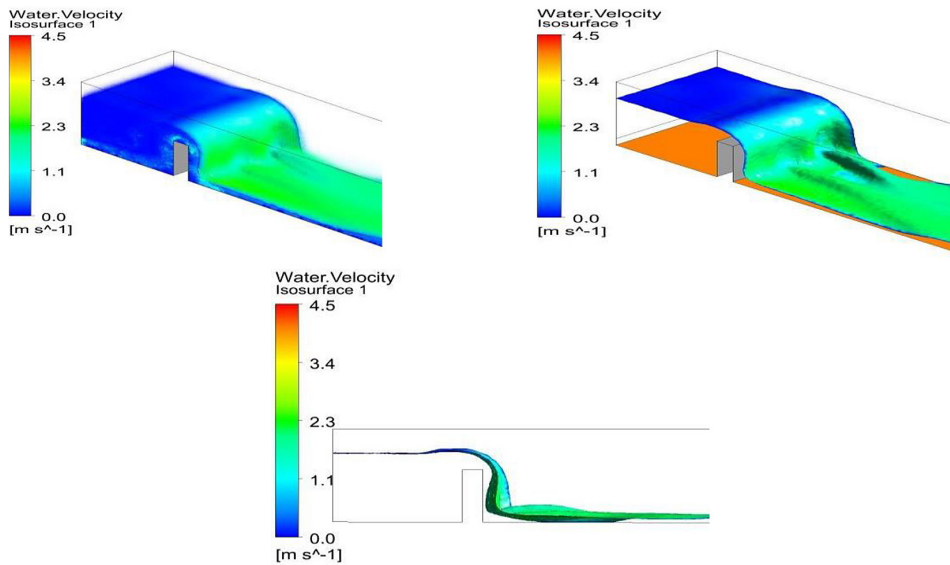 Water.Velocity
Isosurface 1
4.5
3.4
2.3
1.1
0.0
[m s^-1]
Water.Velocity
Isosurface 1
4.5
3.4
2.3
1.1
0.0
[m s^-1]
Water.Velocity
Isosurface 1
4.5
3.4
2.3
1.1
0.0
[m s^-1]